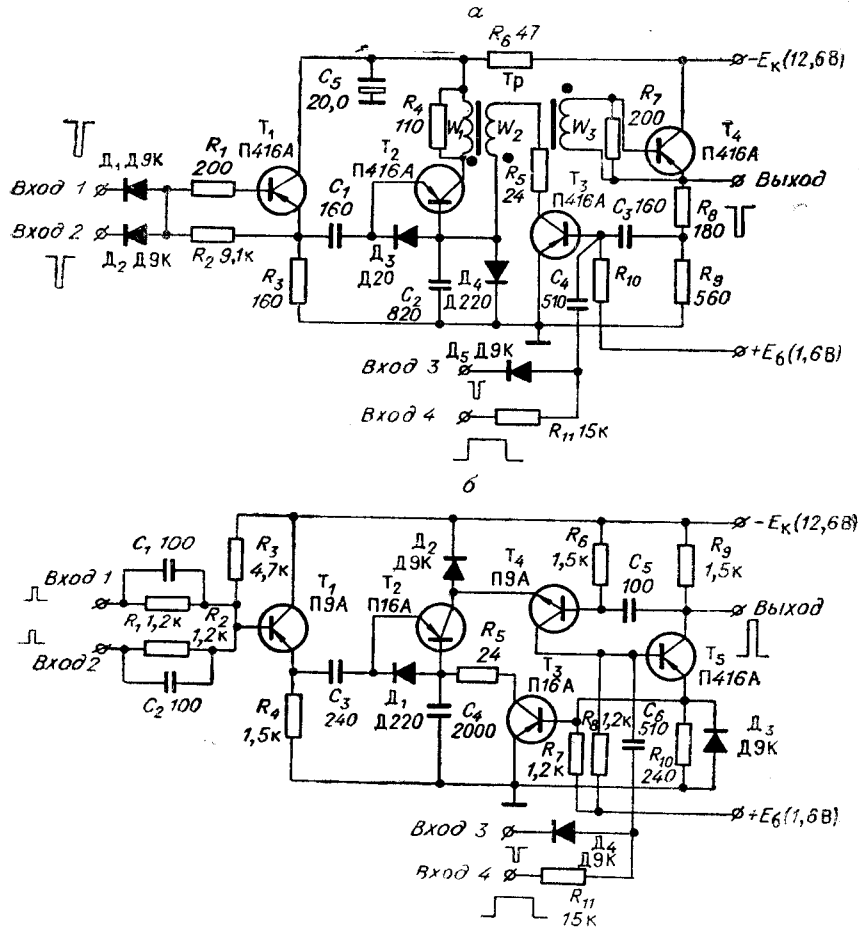 а
R₆ 47
Тр
−Eк (12,6В)
C₅
20,0
R₄
110
W₁
W₂
W₃
R₇
200
T₄
П416А
T₁
П416А
R₁
200
Д₁ Д9К
Вход 1
Вход 2
Д₂ Д9К
R₂ 9,1к
R₃
160
C₁
160
T₂
П416А
Д₃
Д20
C₂
820
Д₄
Д220
R₅
24
T₃
П416А
C₃ 160
C₄
510
R₁₀
Выход
R₈
180
R₉
560
+Eб (1,6В)
Вход 3
Д₅ Д9К
Вход 4
R₁₁ 15к
б
−Eк (12,6В)
C₁ 100
Вход 1
R₁ 1,2к
R₂
1,2к
Вход 2
C₂ 100
R₃
4,7к
T₁
П9А
R₄
1,5к
C₃
240
T₂
П16А
Д₁
Д220
Д₂
Д9К
C₄
2000
R₅
24
T₄
П9А
T₃
П16А
R₆
1,5к
C₅
100
R₉
1,5к
Выход
T₅
П416А
R₇
1,2к
R₈ 1,2к
C₆
510
R₁₀
240
Д₃
Д9К
+Eб (1,6В)
Вход 3
Д₄
Д9К
Вход 4
R₁₁
15к